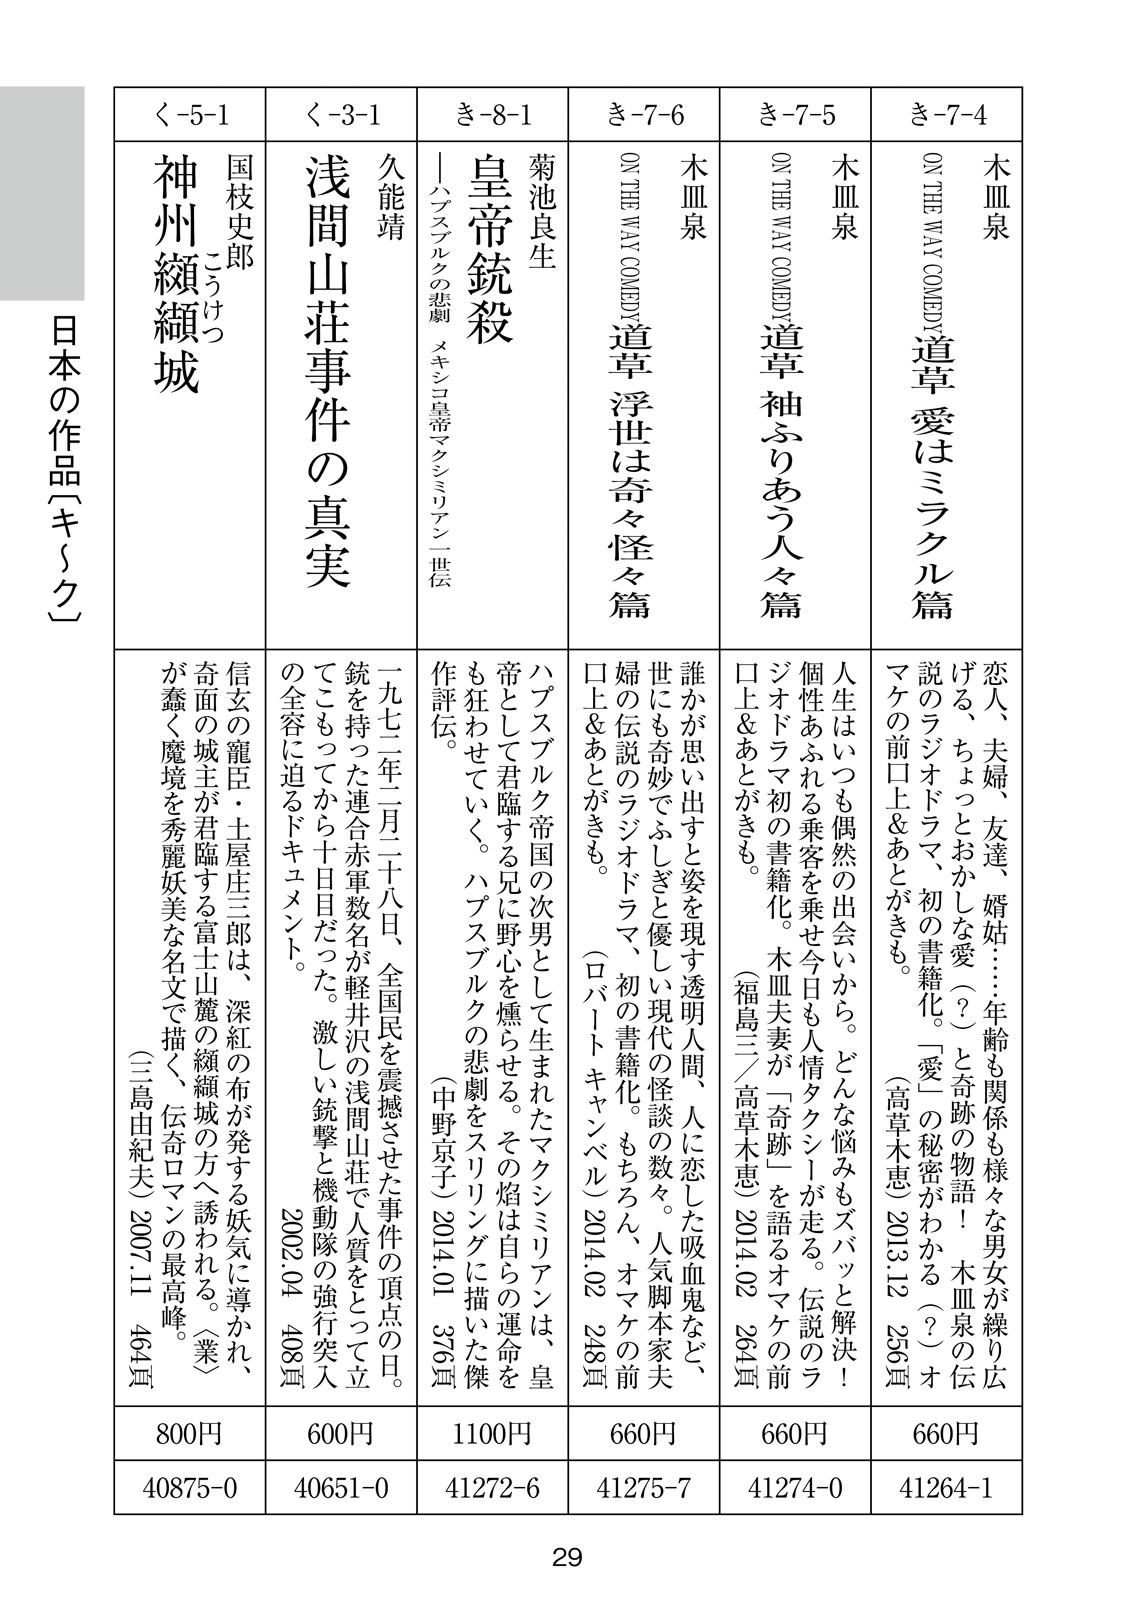 日本の作品〔キ〜ク〕
き-7-4
木皿泉
ON THE WAY COMEDY道草 愛はミラクル篇
恋人、夫婦、友達、婿姑……年齢も関係も様々な男女が繰り広
げる、ちょっとおかしな愛（？）と奇跡の物語！　木皿泉の伝
説のラジオドラマ、初の書籍化。「愛」の秘密がわかる（？）オ
マケの前口上＆あとがきも。　（高草木恵）2013.12　256頁
660円
41264-1
き-7-5
木皿泉
ON THE WAY COMEDY道草 袖ふりあう人々篇
人生はいつも偶然の出会いから。どんな悩みもズバッと解決！
個性あふれる乗客を乗せ今日も人情タクシーが走る。伝説のラ
ジオドラマ初の書籍化。木皿夫妻が「奇跡」を語るオマケの前
口上＆あとがきも。　（福島三／高草木恵）2014.02　264頁
660円
41274-0
き-7-6
木皿泉
ON THE WAY COMEDY道草 浮世は奇々怪々篇
誰かが思い出すと姿を現す透明人間、人に恋した吸血鬼など、
世にも奇妙でふしぎと優しい現代の怪談の数々。人気脚本家夫
婦の伝説のラジオドラマ、初の書籍化。もちろん、オマケの前
口上＆あとがきも。　（ロバート キャンベル）2014.02　248頁
660円
41275-7
き-8-1
菊池良生
皇帝銃殺
──ハプスブルクの悲劇　メキシコ皇帝マクシミリアン一世伝
ハプスブルク帝国の次男として生まれたマクシミリアンは、皇
帝として君臨する兄に野心を燻らせる。その焰は自らの運命を
も狂わせていく。ハプスブルクの悲劇をスリリングに描いた傑
作評伝。　（中野京子）2014.01　376頁
1100円
41272-6
く-3-1
久能靖
浅間山荘事件の真実
一九七二年二月二十八日、全国民を震撼させた事件の頂点の日。
銃を持った連合赤軍数名が軽井沢の浅間山荘で人質をとって立
てこもってから十日目だった。激しい銃撃と機動隊の強行突入
の全容に迫るドキュメント。　2002.04　408頁
600円
40651-0
く-5-1
国枝史郎
こうけつ
神州纐纈城
信玄の寵臣・土屋庄三郎は、深紅の布が発する妖気に導かれ、
奇面の城主が君臨する富士山麓の纐纈城の方へ誘われる。〈業〉
が蠢く魔境を秀麗妖美な名文で描く、伝奇ロマンの最高峰。
（三島由紀夫）2007.11　464頁
800円
40875-0
29